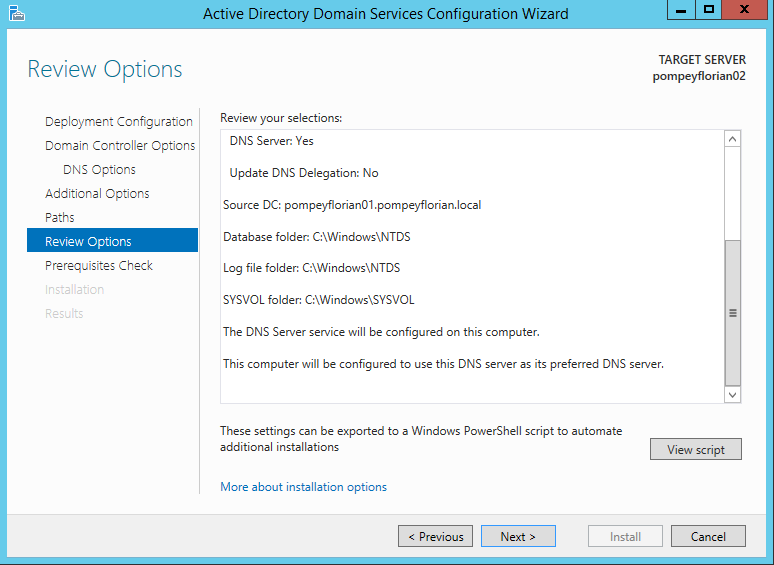 Active Directory Domain Services Configuration Wizard
Review Options
TARGET SERVER
pompeyflorian02
Deployment Configuration
Domain Controller Options
DNS Options
Additional Options
Paths
Review Options
Prerequisites Check
Installation
Results
Review your selections:
DNS Server: Yes
Update DNS Delegation: No
Source DC: pompeyflorian01.pompeyflorian.local
Database folder: C:\Windows\NTDS
Log file folder: C:\Windows\NTDS
SYSVOL folder: C:\Windows\SYSVOL
The DNS Server service will be configured on this computer.
This computer will be configured to use this DNS server as its preferred DNS server.
These settings can be exported to a Windows PowerShell script to automate
additional installations
View script
More about installation options
< Previous
Next >
Install
Cancel